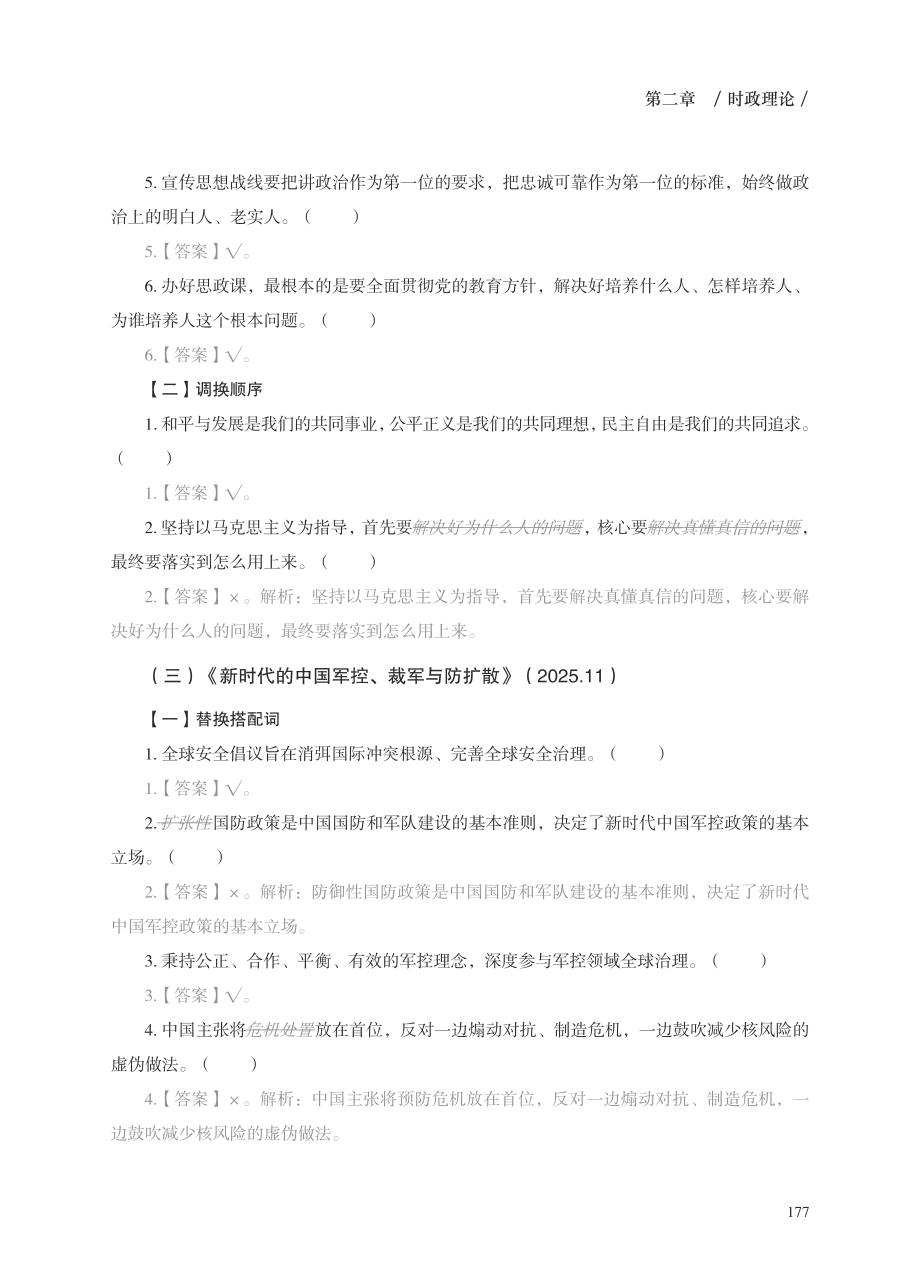 第二章 / 时政理论 /
5. 宣传思想战线要把讲政治作为第一位的要求，把忠诚可靠作为第一位的标准，始终做政
治上的明白人、老实人。（　　）
5.【答案】√。
6. 办好思政课，最根本的是要全面贯彻党的教育方针，解决好培养什么人、怎样培养人、
为谁培养人这个根本问题。（　　）
6.【答案】√。
【二】调换顺序
1. 和平与发展是我们的共同事业，公平正义是我们的共同理想，民主自由是我们的共同追求。
（　　）
1.【答案】√。
2. 坚持以马克思主义为指导，首先要解决好为什么人的问题，核心要解决真懂真信的问题，
最终要落实到怎么用上来。（　　）
2.【答案】×。解析：坚持以马克思主义为指导，首先要解决真懂真信的问题，核心要解
决好为什么人的问题，最终要落实到怎么用上来。
（三）《新时代的中国军控、裁军与防扩散》（2025.11）
【一】替换搭配词
1. 全球安全倡议旨在消弭国际冲突根源、完善全球安全治理。（　　）
1.【答案】√。
2. 扩张性国防政策是中国国防和军队建设的基本准则，决定了新时代中国军控政策的基本
立场。（　　）
2.【答案】×。解析：防御性国防政策是中国国防和军队建设的基本准则，决定了新时代
中国军控政策的基本立场。
3. 秉持公正、合作、平衡、有效的军控理念，深度参与军控领域全球治理。（　　）
3.【答案】√。
4. 中国主张将危机处置放在首位，反对一边煽动对抗、制造危机，一边鼓吹减少核风险的
虚伪做法。（　　）
4.【答案】×。解析：中国主张将预防危机放在首位，反对一边煽动对抗、制造危机，一
边鼓吹减少核风险的虚伪做法。
177